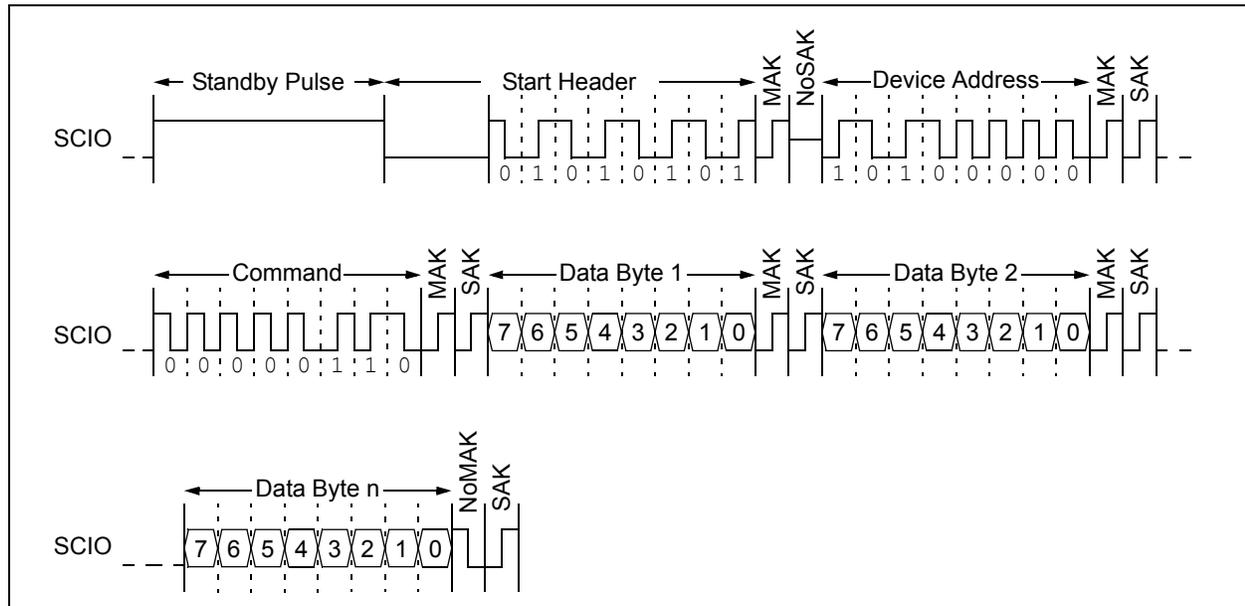 Standby Pulse Start Header MAK NoSAK Device Address MAK SAK
SCIO
0 1 0 1 0 1 0 1 1 0 1 0 0 0 0 0
Command MAK SAK Data Byte 1 MAK SAK Data Byte 2 MAK SAK
SCIO
7 6 5 4 3 2 1 0 7 6 5 4 3 2 1 0
0 0 0 0 0 1 1 0
Data Byte n NoMAK SAK
SCIO
7 6 5 4 3 2 1 0